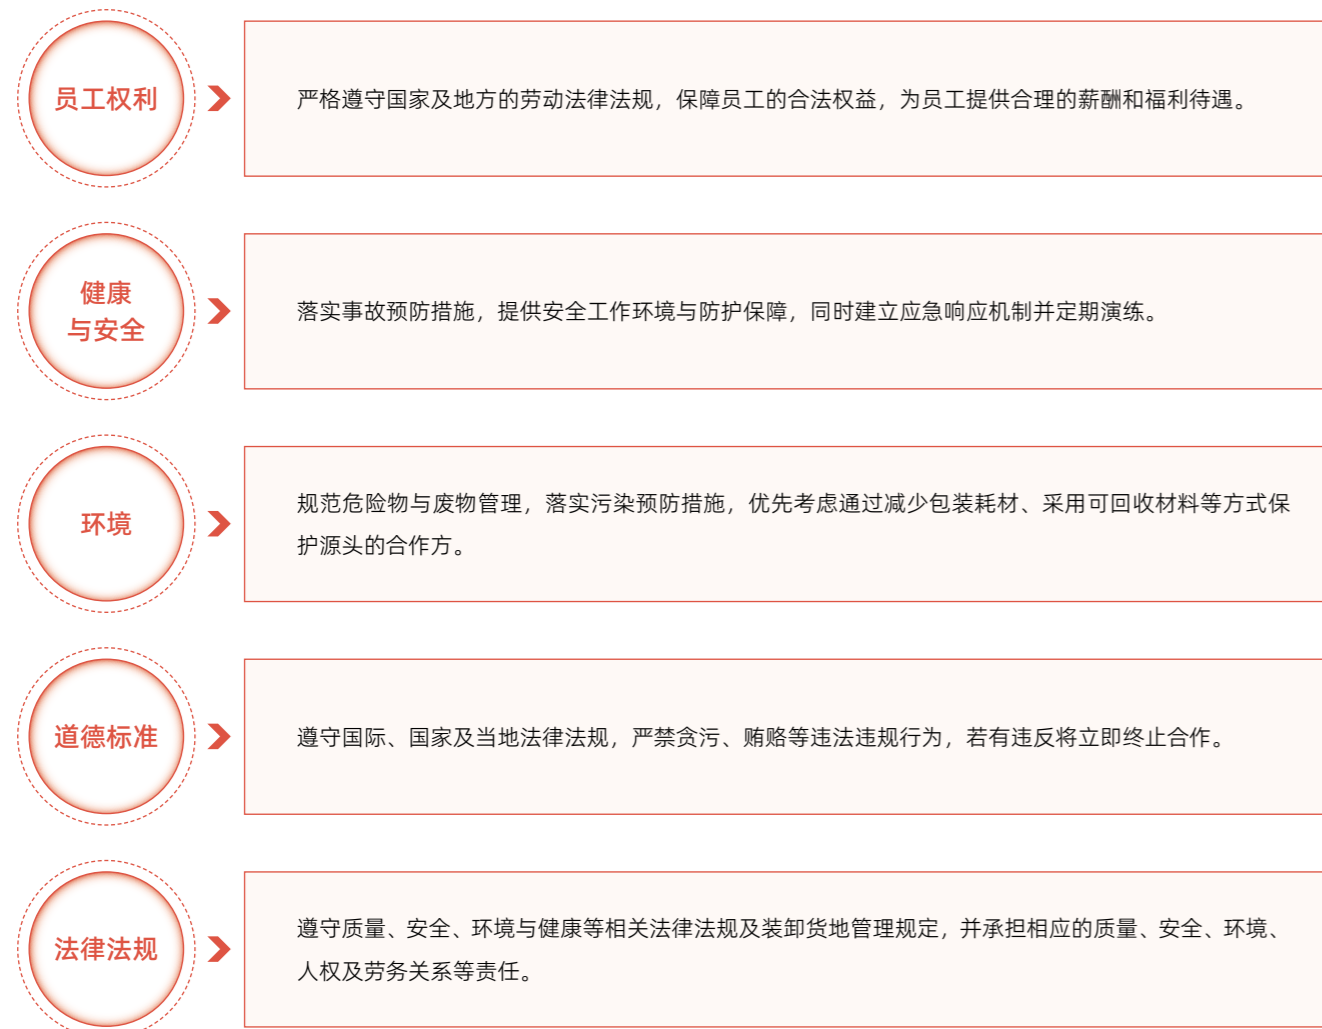 员工权利
严格遵守国家及地方的劳动法律法规，保障员工的合法权益，为员工提供合理的薪酬和福利待遇。
健康
与安全
落实事故预防措施，提供安全工作环境与防护保障，同时建立应急响应机制并定期演练。
环境
规范危险物与废物管理，落实污染预防措施，优先考虑通过减少包装耗材、采用可回收材料等方式保
护源头的合作方。
道德标准
遵守国际、国家及当地法律法规，严禁贪污、贿赂等违法违规行为，若有违反将立即终止合作。
法律法规
遵守质量、安全、环境与健康等相关法律法规及装卸货地管理规定，并承担相应的质量、安全、环境、
人权及劳务关系等责任。